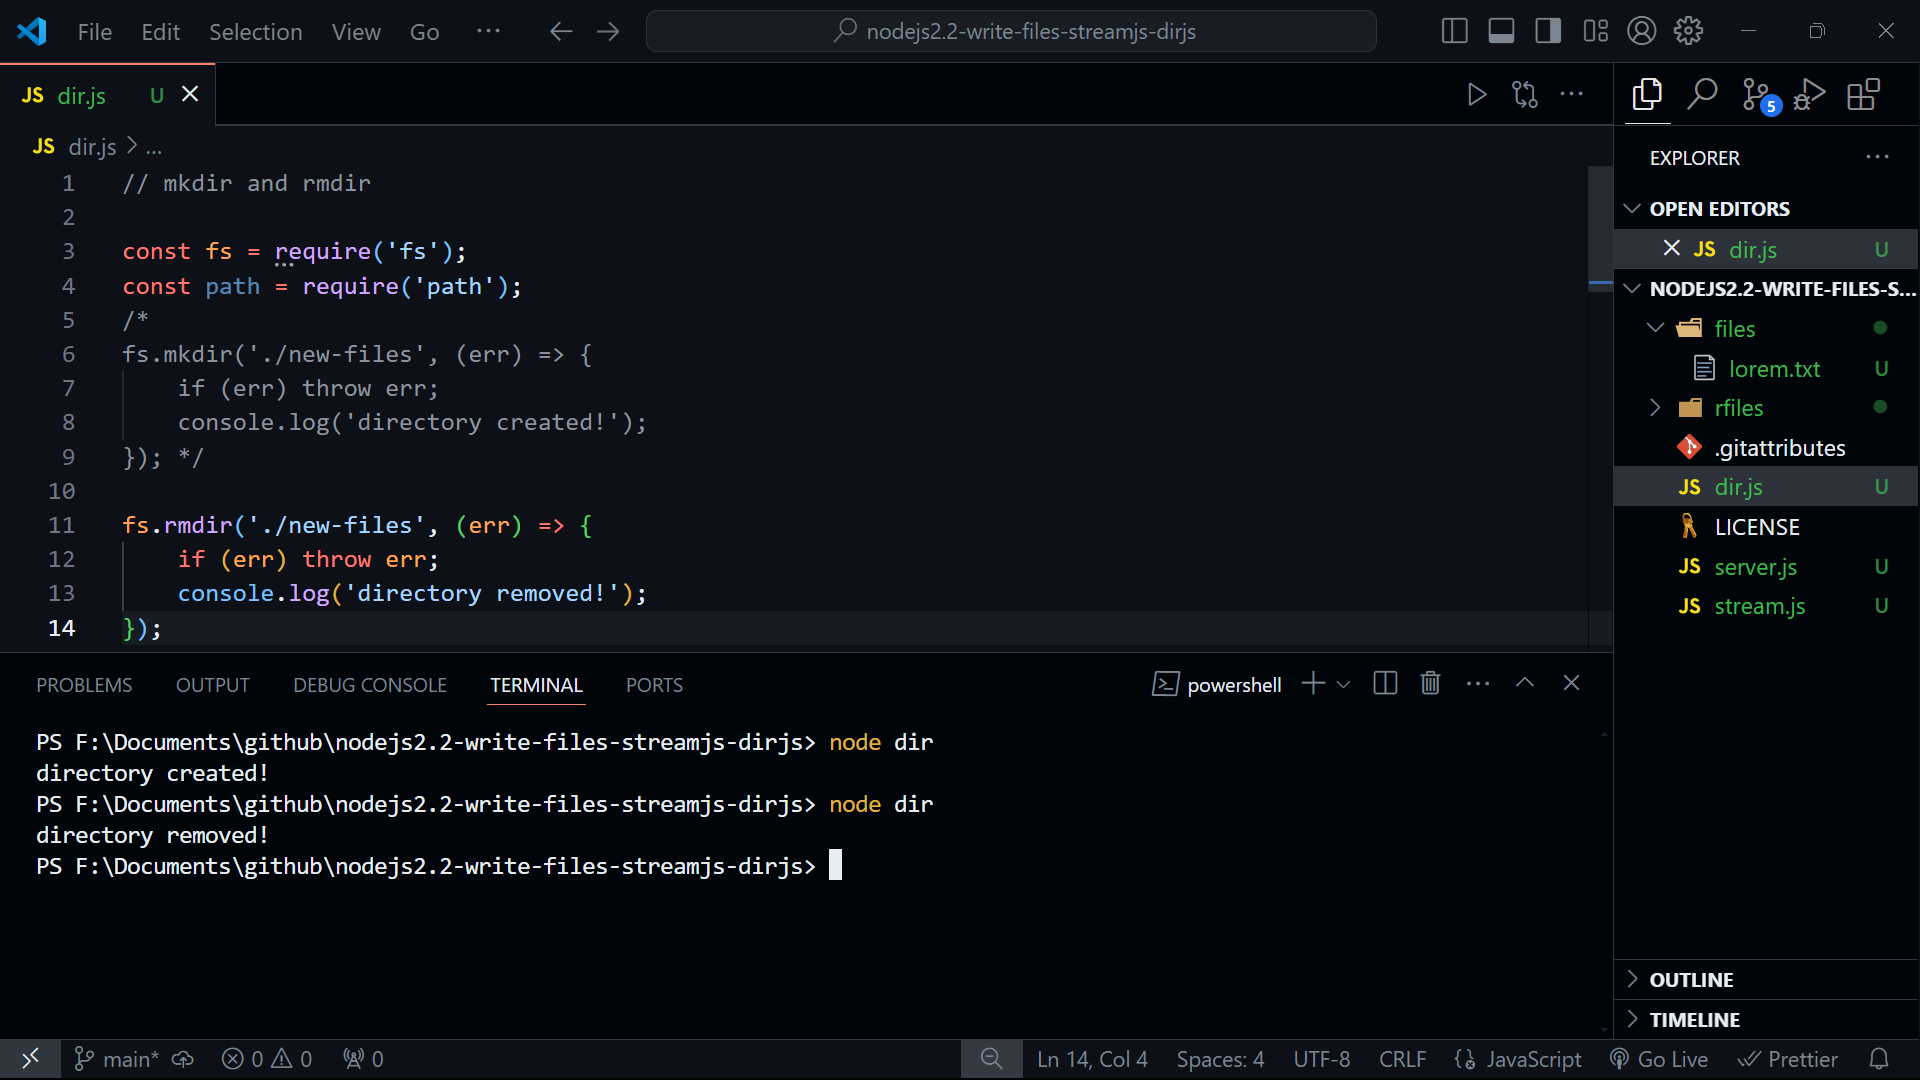 File Edit Selection View Go ··· nodejs2.2-write-files-streamjs-dirjs
JS dir.js U
JS dir.js > ...
1 // mkdir and rmdir
2
3 const fs = require('fs');
4 const path = require('path');
5 /*
6 fs.mkdir('./new-files', (err) => {
7 if (err) throw err;
8 console.log('directory created!');
9 }); */
10
11 fs.rmdir('./new-files', (err) => {
12 if (err) throw err;
13 console.log('directory removed!');
14 });
PROBLEMS OUTPUT DEBUG CONSOLE TERMINAL PORTS powershell
PS F:\Documents\github\nodejs2.2-write-files-streamjs-dirjs> node dir
directory created!
PS F:\Documents\github\nodejs2.2-write-files-streamjs-dirjs> node dir
directory removed!
PS F:\Documents\github\nodejs2.2-write-files-streamjs-dirjs>
5
EXPLORER ···
OPEN EDITORS
JS dir.js U
NODEJS2.2-WRITE-FILES-S...
files
lorem.txt U
rfiles
.gitattributes
JS dir.js U
LICENSE
JS server.js U
JS stream.js U
OUTLINE
TIMELINE
main* 0 0 0 Ln 14, Col 4 Spaces: 4 UTF-8 CRLF JavaScript Go Live Prettier